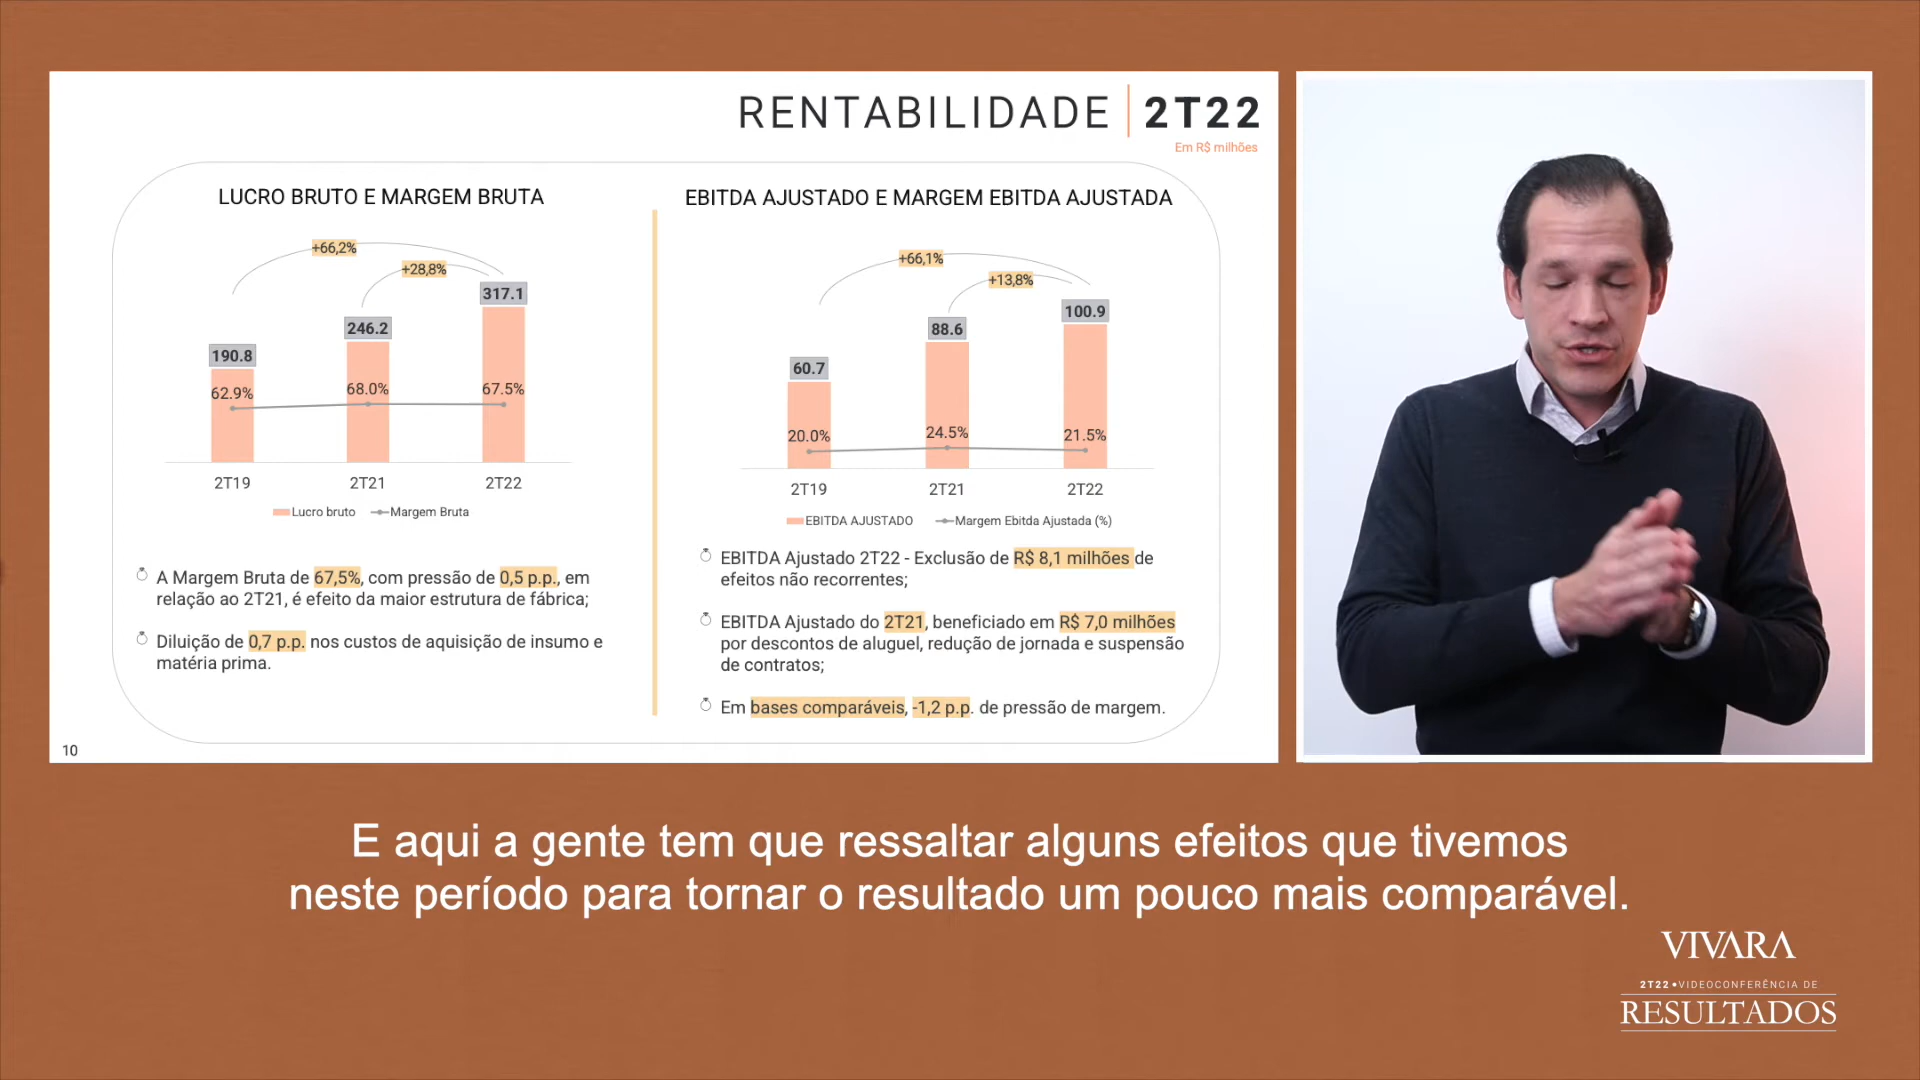 RENTABILIDADE 2T22
Em R$ milhões
LUCRO BRUTO E MARGEM BRUTA
+66,2%
+28,8%
317.1
246.2
190.8
62.9%
68.0%
67.5%
2T19
2T21
2T22
Lucro bruto
Margem Bruta
A Margem Bruta de 67,5%, com pressão de 0,5 p.p., em
relação ao 2T21, é efeito da maior estrutura de fábrica;
Diluição de 0,7 p.p. nos custos de aquisição de insumo e
matéria prima.
EBITDA AJUSTADO E MARGEM EBITDA AJUSTADA
+66,1%
+13,8%
100.9
88.6
60.7
20.0%
24.5%
21.5%
2T19
2T21
2T22
EBITDA AJUSTADO
Margem Ebitda Ajustada (%)
EBITDA Ajustado 2T22 - Exclusão de R$ 8,1 milhões de
efeitos não recorrentes;
EBITDA Ajustado do 2T21, beneficiado em R$ 7,0 milhões
por descontos de aluguel, redução de jornada e suspensão
de contratos;
Em bases comparáveis, -1,2 p.p. de pressão de margem.
10
E aqui a gente tem que ressaltar alguns efeitos que tivemos
neste período para tornar o resultado um pouco mais comparável.
VIVARA
2T22•VIDEOCONFERÊNCIA DE
RESULTADOS